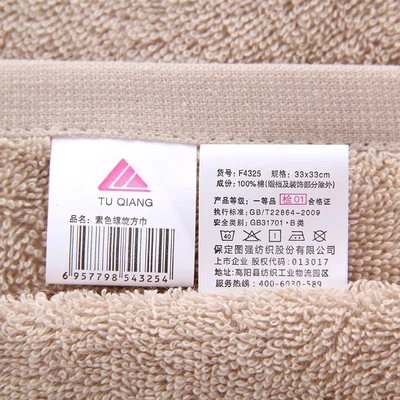 TU QIANG
品名: 素色螺旋方巾
6 957798 543254
货号: F4325 规格: 33x33cm
成份: 100%棉(缎档及装饰部分除外)
产品等级: 一等品 检01 合格证
执行标准: GB/T22864-2009
安全类别: GB31701·B类
保定图强纺织股份有限公司
上市企业 股权代码: 013017
地址: 高阳县纺织工业物流园区
服务热线: 400-6030-589